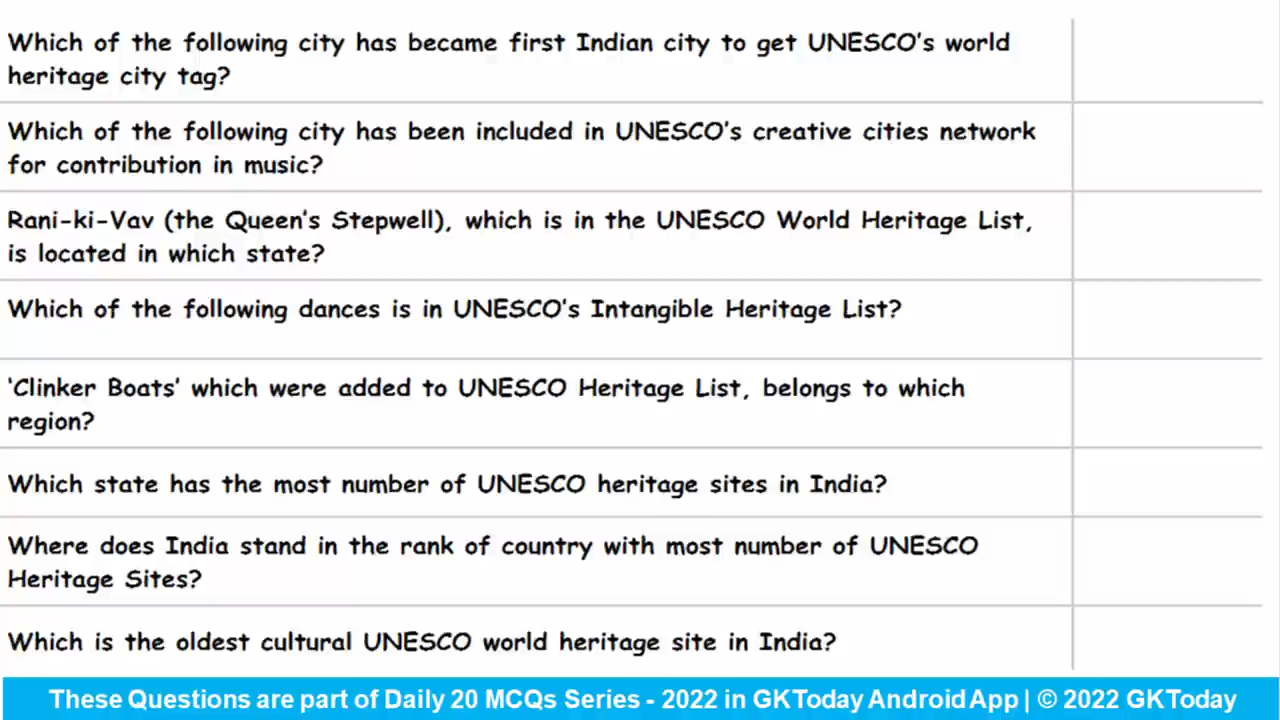 Which of the following city has became first Indian city to get UNESCO's world
heritage city tag?
Which of the following city has been included in UNESCO's creative cities network
for contribution in music?
Rani-ki-Vav (the Queen's Stepwell), which is in the UNESCO World Heritage List,
is located in which state?
Which of the following dances is in UNESCO's Intangible Heritage List?
'Clinker Boats' which were added to UNESCO Heritage List, belongs to which
region?
Which state has the most number of UNESCO heritage sites in India?
Where does India stand in the rank of country with most number of UNESCO
Heritage Sites?
Which is the oldest cultural UNESCO world heritage site in India?
These Questions are part of Daily 20 MCQs Series - 2022 in GKToday Android App | © 2022 GKToday